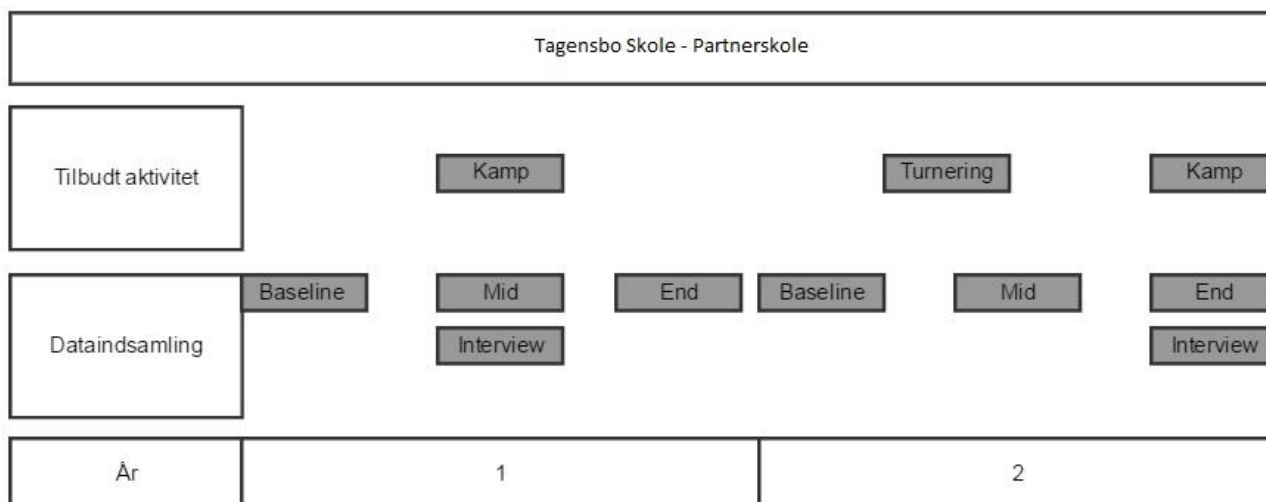 Tagensbo Skole - Partnerskole
Tilbudt aktivitet
Kamp
Turnering
Kamp
Dataindsamling
Baseline
Mid
End
Baseline
Mid
End
Interview
Interview
År
1
2